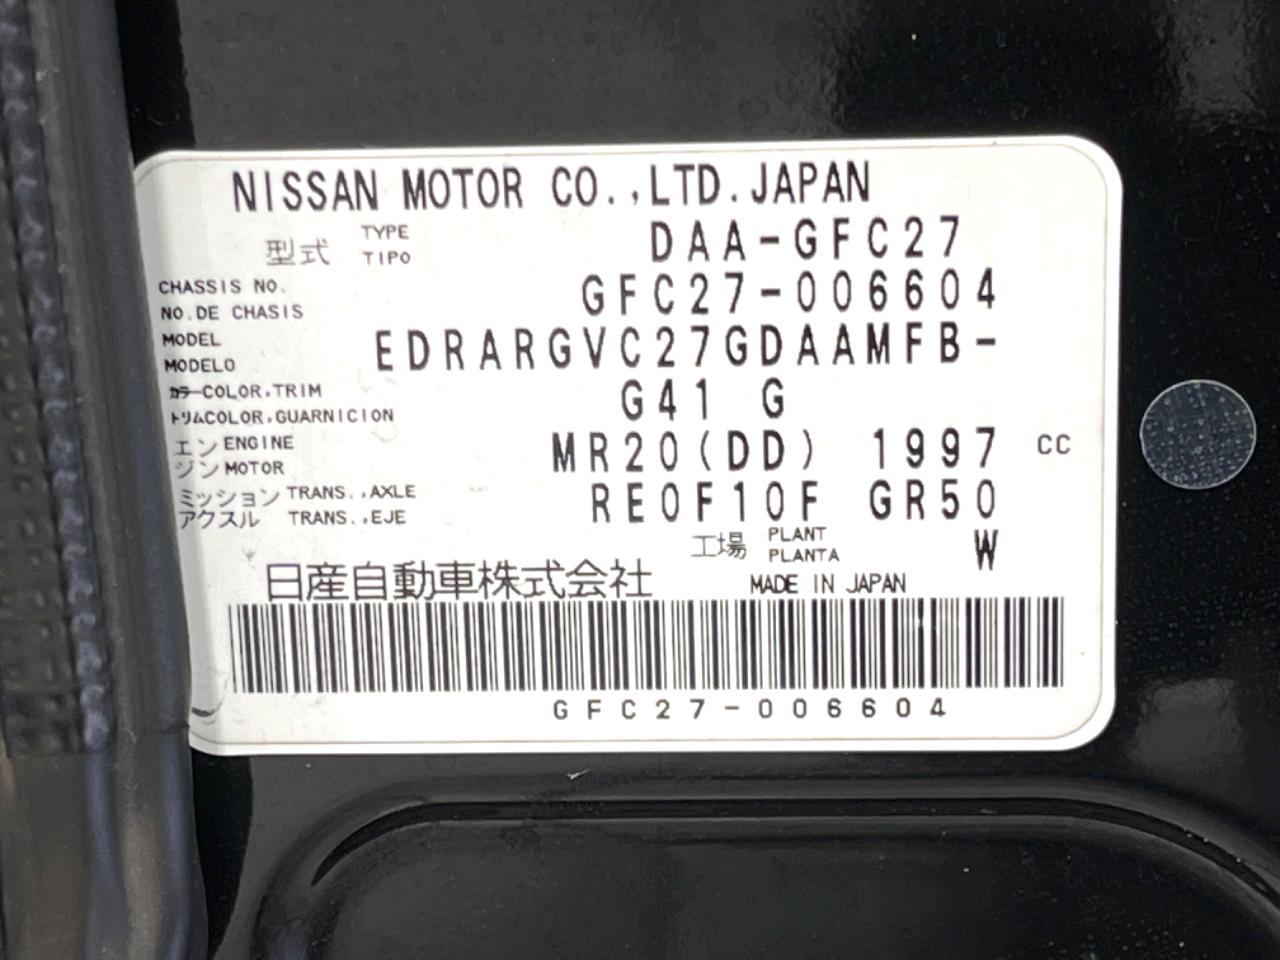 NISSAN MOTOR CO.,LTD.JAPAN
型式 TYPE TIPO DAA-GFC27
CHASSIS NO. NO.DE CHASIS GFC27-006604
MODEL MODELO EDRARGVC27GDAAMFB-
カラー COLOR,TRIM トリム COLOR,GUARNICION G41 G
エンジン ENGINE MOTOR MR20(DD) 1997 CC
ミッション アクスル TRANS.,AXLE TRANS.,EJE RE0F10F GR50
工場 PLANT PLANTA W
日産自動車株式会社 MADE IN JAPAN
GFC27-006604